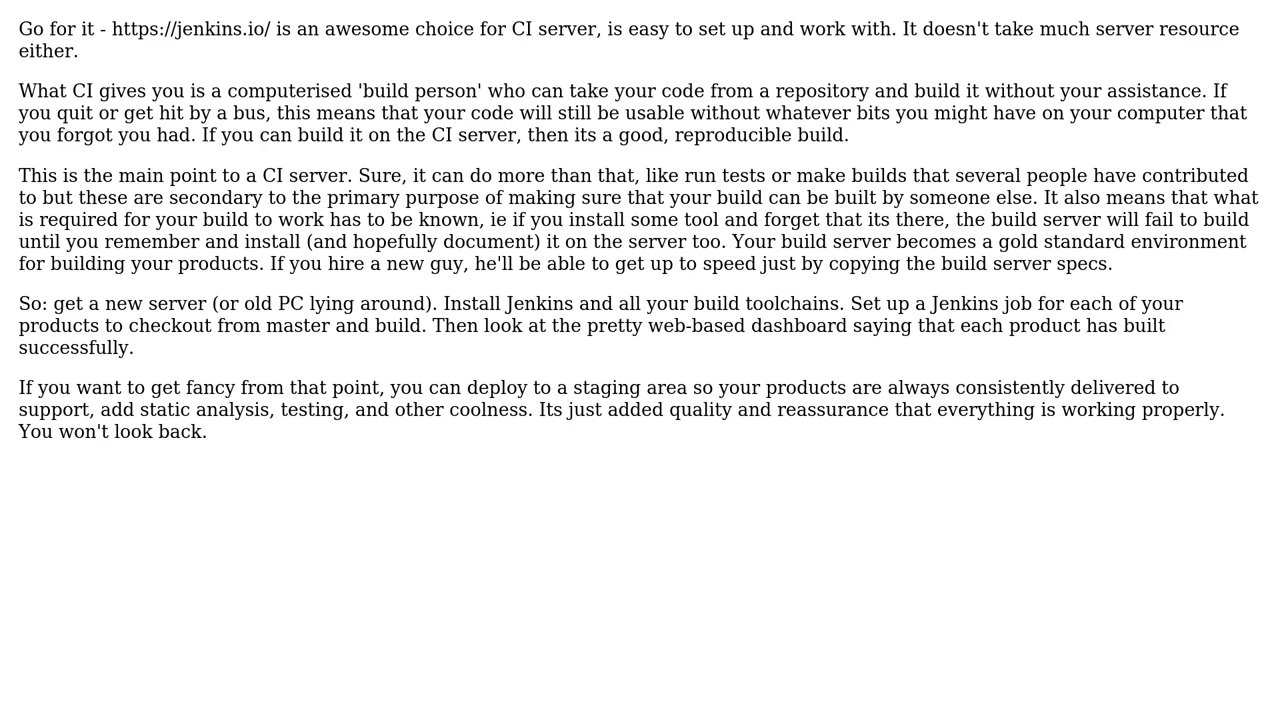 Go for it - https://jenkins.io/ is an awesome choice for CI server, is easy to set up and work with. It doesn't take much server resource
either.
What CI gives you is a computerised 'build person' who can take your code from a repository and build it without your assistance. If
you quit or get hit by a bus, this means that your code will still be usable without whatever bits you might have on your computer that
you forgot you had. If you can build it on the CI server, then its a good, reproducible build.
This is the main point to a CI server. Sure, it can do more than that, like run tests or make builds that several people have contributed
to but these are secondary to the primary purpose of making sure that your build can be built by someone else. It also means that what
is required for your build to work has to be known, ie if you install some tool and forget that its there, the build server will fail to build
until you remember and install (and hopefully document) it on the server too. Your build server becomes a gold standard environment
for building your products. If you hire a new guy, he'll be able to get up to speed just by copying the build server specs.
So: get a new server (or old PC lying around). Install Jenkins and all your build toolchains. Set up a Jenkins job for each of your
products to checkout from master and build. Then look at the pretty web-based dashboard saying that each product has built
successfully.
If you want to get fancy from that point, you can deploy to a staging area so your products are always consistently delivered to
support, add static analysis, testing, and other coolness. Its just added quality and reassurance that everything is working properly.
You won't look back.